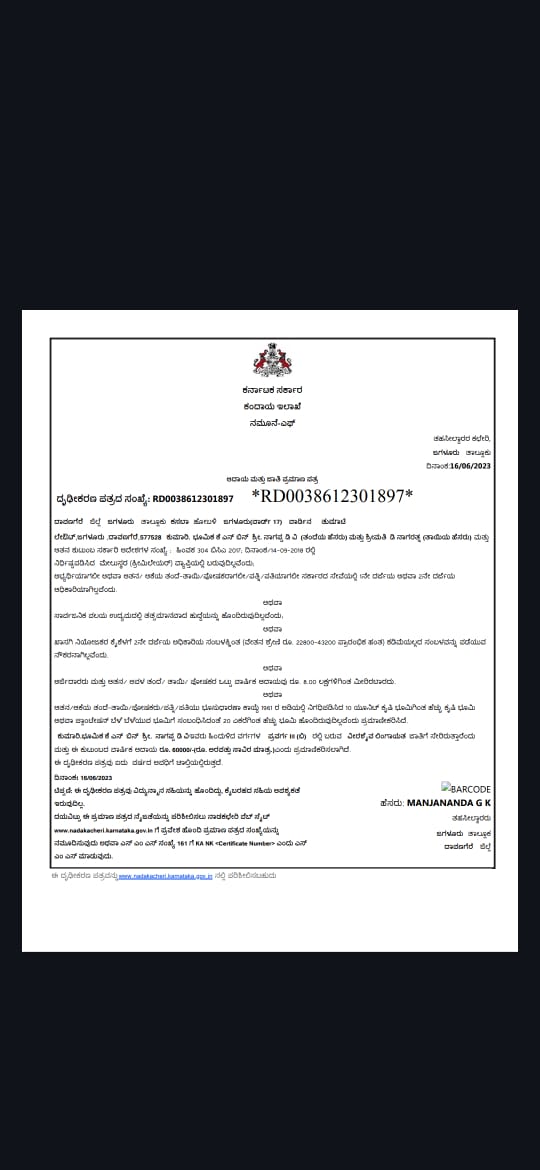 ಕರ್ನಾಟಕ ಸರ್ಕಾರ
ಕಂದಾಯ ಇಲಾಖೆ
ನಮೂನೆ-ಎಫ್
ತಹಸೀಲ್ದಾರರ ಕಛೇರಿ,
ಜಗಳೂರು ತಾಲ್ಲೂಕು
ದಿನಾಂಕ:16/06/2023
ಆದಾಯ ಮತ್ತು ಜಾತಿ ಪ್ರಮಾಣ ಪತ್ರ
ದೃಢೀಕರಣ ಪತ್ರದ ಸಂಖ್ಯೆ: RD0038612301897 *RD0038612301897*
ದಾವಣಗೆರೆ ಜಿಲ್ಲೆ ಜಗಳೂರು ತಾಲ್ಲೂಕು ಕಸಬಾ ಹೋಬಳಿ ಜಗಳೂರು(ವಾರ್ಡ್ 17) ವಾರ್ಡಿನ ತುಮಾಟಿ
ಲೇಔಟ್,ಜಗಳೂರು ,ದಾವಣಗೆರೆ,577528 ಕುಮಾರಿ. ಭೂಮಿಕ ಕೆ ಎನ್ ಬಿನ್ ಶ್ರೀ. ನಾಗಪ್ಪ ಡಿ ವಿ (ತಂದೆಯ ಹೆಸರು) ಮತ್ತು ಶ್ರೀಮತಿ ಡಿ ನಾಗರತ್ನ (ತಾಯಿಯ ಹೆಸರು) ಮತ್ತು
ಆತನ ಕುಟುಂಬ ಸರ್ಕಾರಿ ಆದೇಶಗಳ ಸಂಖ್ಯೆ : ಹಿಂವಕ 304 ಬಿಸಿಎ 2017, ದಿನಾಂಕ/14-09-2018 ರಲ್ಲಿ
ನಿರ್ದಿಷ್ಟಪಡಿಸಿದ ಮೇಲುಸ್ತರ (ಕ್ರೀಮಿಲೇಯರ್) ವ್ಯಾಪ್ತಿಯಲ್ಲಿ ಬರುವುದಿಲ್ಲವೆಂದು:
ಅಭ್ಯರ್ಥಿಯಾಗಲೀ ಅಥವಾ ಆತನ/ ಆಕೆಯ ತಂದೆ-ತಾಯಿ/ಪೋಷಕರಾಗಲೀ/ಪತ್ನಿ/ಪತಿಯಾಗಲೀ ಸರ್ಕಾರದ ಸೇವೆಯಲ್ಲಿ 1ನೇ ದರ್ಜೆಯ ಅಥವಾ 2ನೇ ದರ್ಜೆಯ
ಅಧಿಕಾರಿಯಾಗಿಲ್ಲವೆಂದು.
ಅಥವಾ
ಸಾರ್ವಜನಿಕ ವಲಯ ಉದ್ಯಮದಲ್ಲಿ ತತ್ಸಮಾನವಾದ ಹುದ್ದೆಯನ್ನು ಹೊಂದಿರುವುದಿಲ್ಲವೆಂದು,
ಅಥವಾ
ಖಾಸಗಿ ನಿಯೋಜಕರ ಕೈಕೆಳಗೆ 2ನೇ ದರ್ಜೆಯ ಅಧಿಕಾರಿಯ ಸಂಬಳಕ್ಕಿಂತ (ವೇತನ ಶ್ರೇಣಿ ರೂ. 22800-43200 ಪ್ರಾರಂಭಿಕ ಹಂತ) ಕಡಿಮೆಯಲ್ಲದ ಸಂಬಳವನ್ನು ಪಡೆಯುವ
ನೌಕರನಾಗಿಲ್ಲವೆಂದು.
ಅಥವಾ
ಅರ್ಜಿದಾರರು ಮತ್ತು ಆತನ/ ಅವಳ ತಂದೆ/ ತಾಯಿ/ ಪೋಷಕರ ಒಟ್ಟು ವಾರ್ಷಿಕ ಆದಾಯವು ರೂ. 8.00 ಲಕ್ಷಗಳಿಗಿಂತ ಮೀರಿರಬಾರದು.
ಅಥವಾ
ಆತನ/ಆಕೆಯ ತಂದೆ-ತಾಯಿ/ಪೋಷಕರು/ಪತ್ನಿ/ಪತಿಯು ಭೂಸುಧಾರಣಾ ಕಾಯ್ದೆ 1961 ರ ಅಡಿಯಲ್ಲಿ ನಿಗಧಿಪಡಿಸಿದ 10 ಯೂನಿಟ್ ಕೃಷಿ ಭೂಮಿಗಿಂತ ಹೆಚ್ಚು ಕೃಷಿ ಭೂಮಿ
ಅಥವಾ ಪ್ಲಾಂಟೇಷನ್ ಬೆಳೆ ಬೆಳೆಯುವ ಭೂಮಿಗೆ ಸಂಬಂಧಿಸಿದಂತೆ 20 ಎಕರೆಗಿಂತ ಹೆಚ್ಚು ಭೂಮಿ ಹೊಂದಿರುವುದಿಲ್ಲವೆಂದು ಪ್ರಮಾಣೀಕರಿಸಿದೆ.
ಕುಮಾರಿ.ಭೂಮಿಕ ಕೆ ಎನ್ ಬಿನ್ ಶ್ರೀ. ನಾಗಪ್ಪ ಡಿ ವಿಇವರು ಹಿಂದುಳಿದ ವರ್ಗಗಳ ಪ್ರವರ್ಗ III (ಬಿ) ರಲ್ಲಿ ಬರುವ ವೀರಶೈವ ಲಿಂಗಾಯತ ಜಾತಿಗೆ ಸೇರಿರುತ್ತಾರೆಂದು
ಮತ್ತು ಈ ಕುಟುಂಬದ ವಾರ್ಷಿಕ ಆದಾಯ ರೂ. 60000/-(ರೂ. ಅರವತ್ತು ಸಾವಿರ ಮಾತ್ರ.)ಎಂದು ಪ್ರಮಾಣಿಕರಿಸಲಾಗಿದೆ.
ಈ ದೃಢೀಕರಣ ಪತ್ರವು ಐದು ವರ್ಷದ ಅವಧಿಗೆ ಚಾಲ್ತಿಯಲ್ಲಿರುತ್ತದೆ.
ದಿನಾಂಕ: 16/06/2023
ಟಿಪ್ಪಣಿ: ಈ ದೃಢೀಕರಣ ಪತ್ರವು ವಿದ್ಯುನ್ಮಾನ ಸಹಿಯನ್ನು ಹೊಂದಿದ್ದು, ಕೈಬರಹದ ಸಹಿಯ ಅವಶ್ಯಕತೆ
ಇರುವುದಿಲ್ಲ.
ದಯವಿಟ್ಟು ಈ ಪ್ರಮಾಣ ಪತ್ರದ ನೈಜತೆಯನ್ನು ಪರಿಶೀಲಿಸಲು ನಾಡಕಛೇರಿ ವೆಬ್ ಸೈಟ್
www.nadakacheri.karnataka.gov.in ಗೆ ಪ್ರವೇಶ ಹೊಂದಿ ಪ್ರಮಾಣ ಪತ್ರದ ಸಂಖ್ಯೆಯನ್ನು
ನಮೂದಿಸುವುದು ಅಥವಾ ಎಸ್ ಎಂ ಎಸ್ ಸಂಖ್ಯೆ 161 ಗೆ KA NK <Certificate Number> ಎಂದು ಎಸ್
ಎಂ ಎಸ್ ಮಾಡುವುದು.
BARCODE
ಹೆಸರು: MANJANANDA G K
ತಹಸೀಲ್ದಾರರು
ಜಗಳೂರು ತಾಲ್ಲೂಕ
ದಾವಣಗೆರೆ ಜಿಲ್ಲೆ
ಈ ದೃಢೀಕರಣ ಪತ್ರವನ್ನುwww.nadakacheri.karnataka.gov.in ನಲ್ಲಿ ಪರಿಶೀಲಿಸಬಹುದು